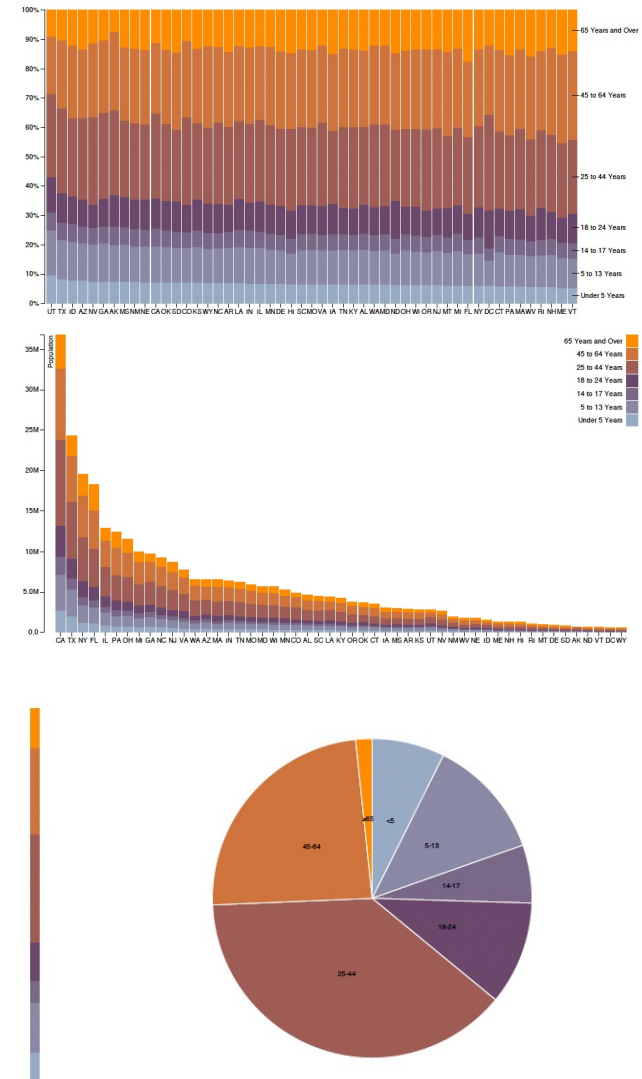 100%
90%
65 Years and Over
80%
70%
45 to 64 Years
60%
50%
25 to 44 Years
40%
30%
18 to 24 Years
20%
14 to 17 Years
10%
5 to 13 Years
Under 5 Years
0%
UT TX iD AZ NV GA AK MS NM NE CA OK SD CO KS WY NC AR LA iN iL MN DE Hi SC MO VA iA TN KY AL WA MD ND OH Wi OR NJ MT Mi FL NY DC CT PA MA WV Ri NH ME VT
35M
Population
65 Years and Over
45 to 64 Years
25 to 44 Years
18 to 24 Years
14 to 17 Years
5 to 13 Years
Under 5 Years
30M
25M
20M
15M
10M
5.0M
0.0
CA TX NY FL iL PA OH Mi GA NC NJ VA WA AZ MA iN TN MO MD Wi MN CO AL SC LA KY OR OK CT iA MS AR KS UT NV NM WV NE iD ME NH Hi Ri MT DE SD AK ND VT DC WY
≥65
<5
45-64
5-13
14-17
18-24
25-44